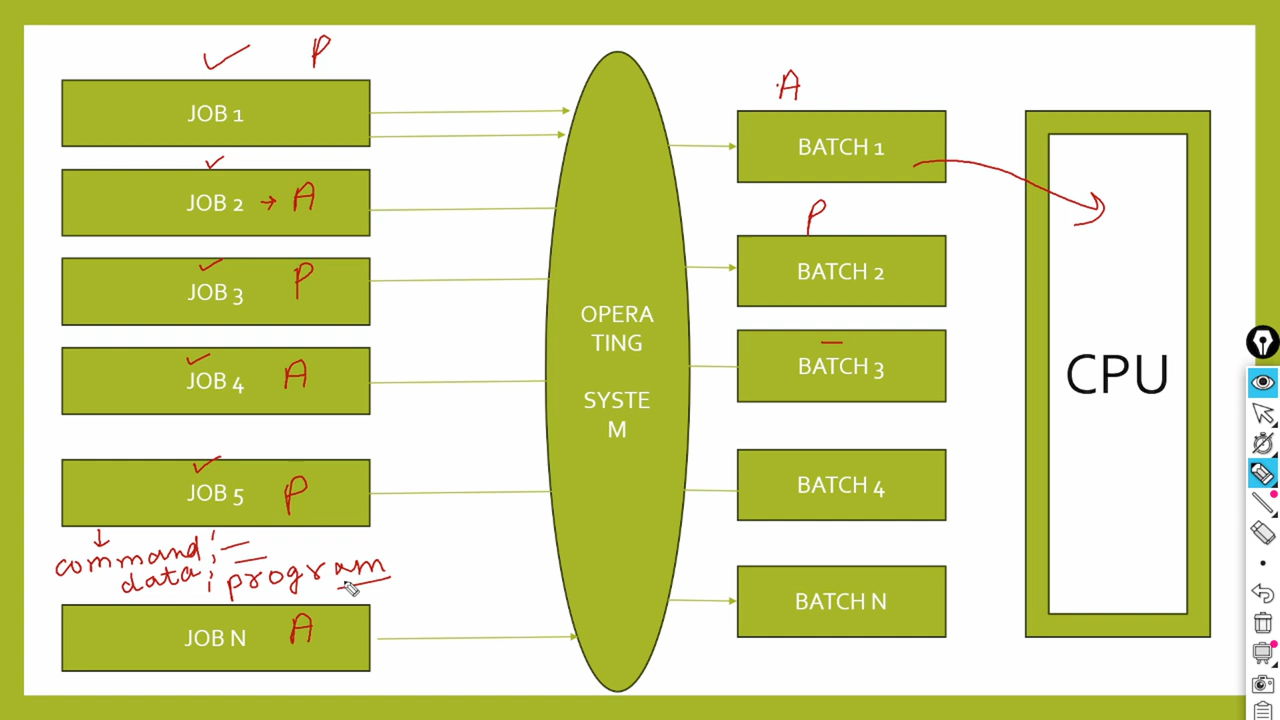 P
JOB 1
JOB 2 → A
JOB 3 P
JOB 4 A
JOB 5 P
command;
data; program
JOB N A
OPERA
TING
SYSTE
M
A
BATCH 1
P
BATCH 2
BATCH 3
BATCH 4
BATCH N
CPU